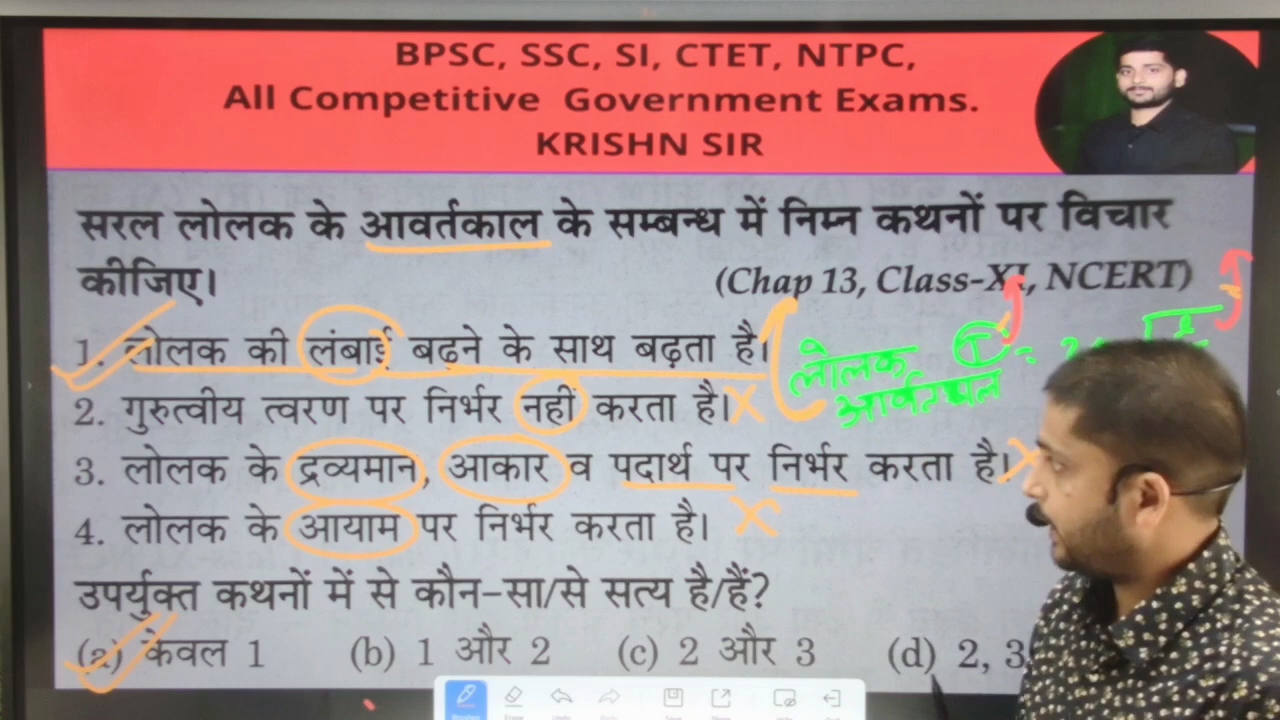 BPSC, SSC, SI, CTET, NTPC,
All Competitive Government Exams.
KRISHN SIR
सरल लोलक के आवर्तकाल के सम्बन्ध में निम्न कथनों पर विचार
कीजिए।
(Chap 13, Class-XI, NCERT)
1. लोलक की लंबाई बढ़ने के साथ बढ़ता है।
2. गुरुत्वीय त्वरण पर निर्भर नहीं करता है।
3. लोलक के द्रव्यमान, आकार व पदार्थ पर निर्भर करता है।
4. लोलक के आयाम पर निर्भर करता है।
लोलक T =
उपर्युक्त कथनों में से कौन-सा/से सत्य है/हैं?
(a) केवल 1 (b) 1 और 2 (c) 2 और 3 (d) 2, 3